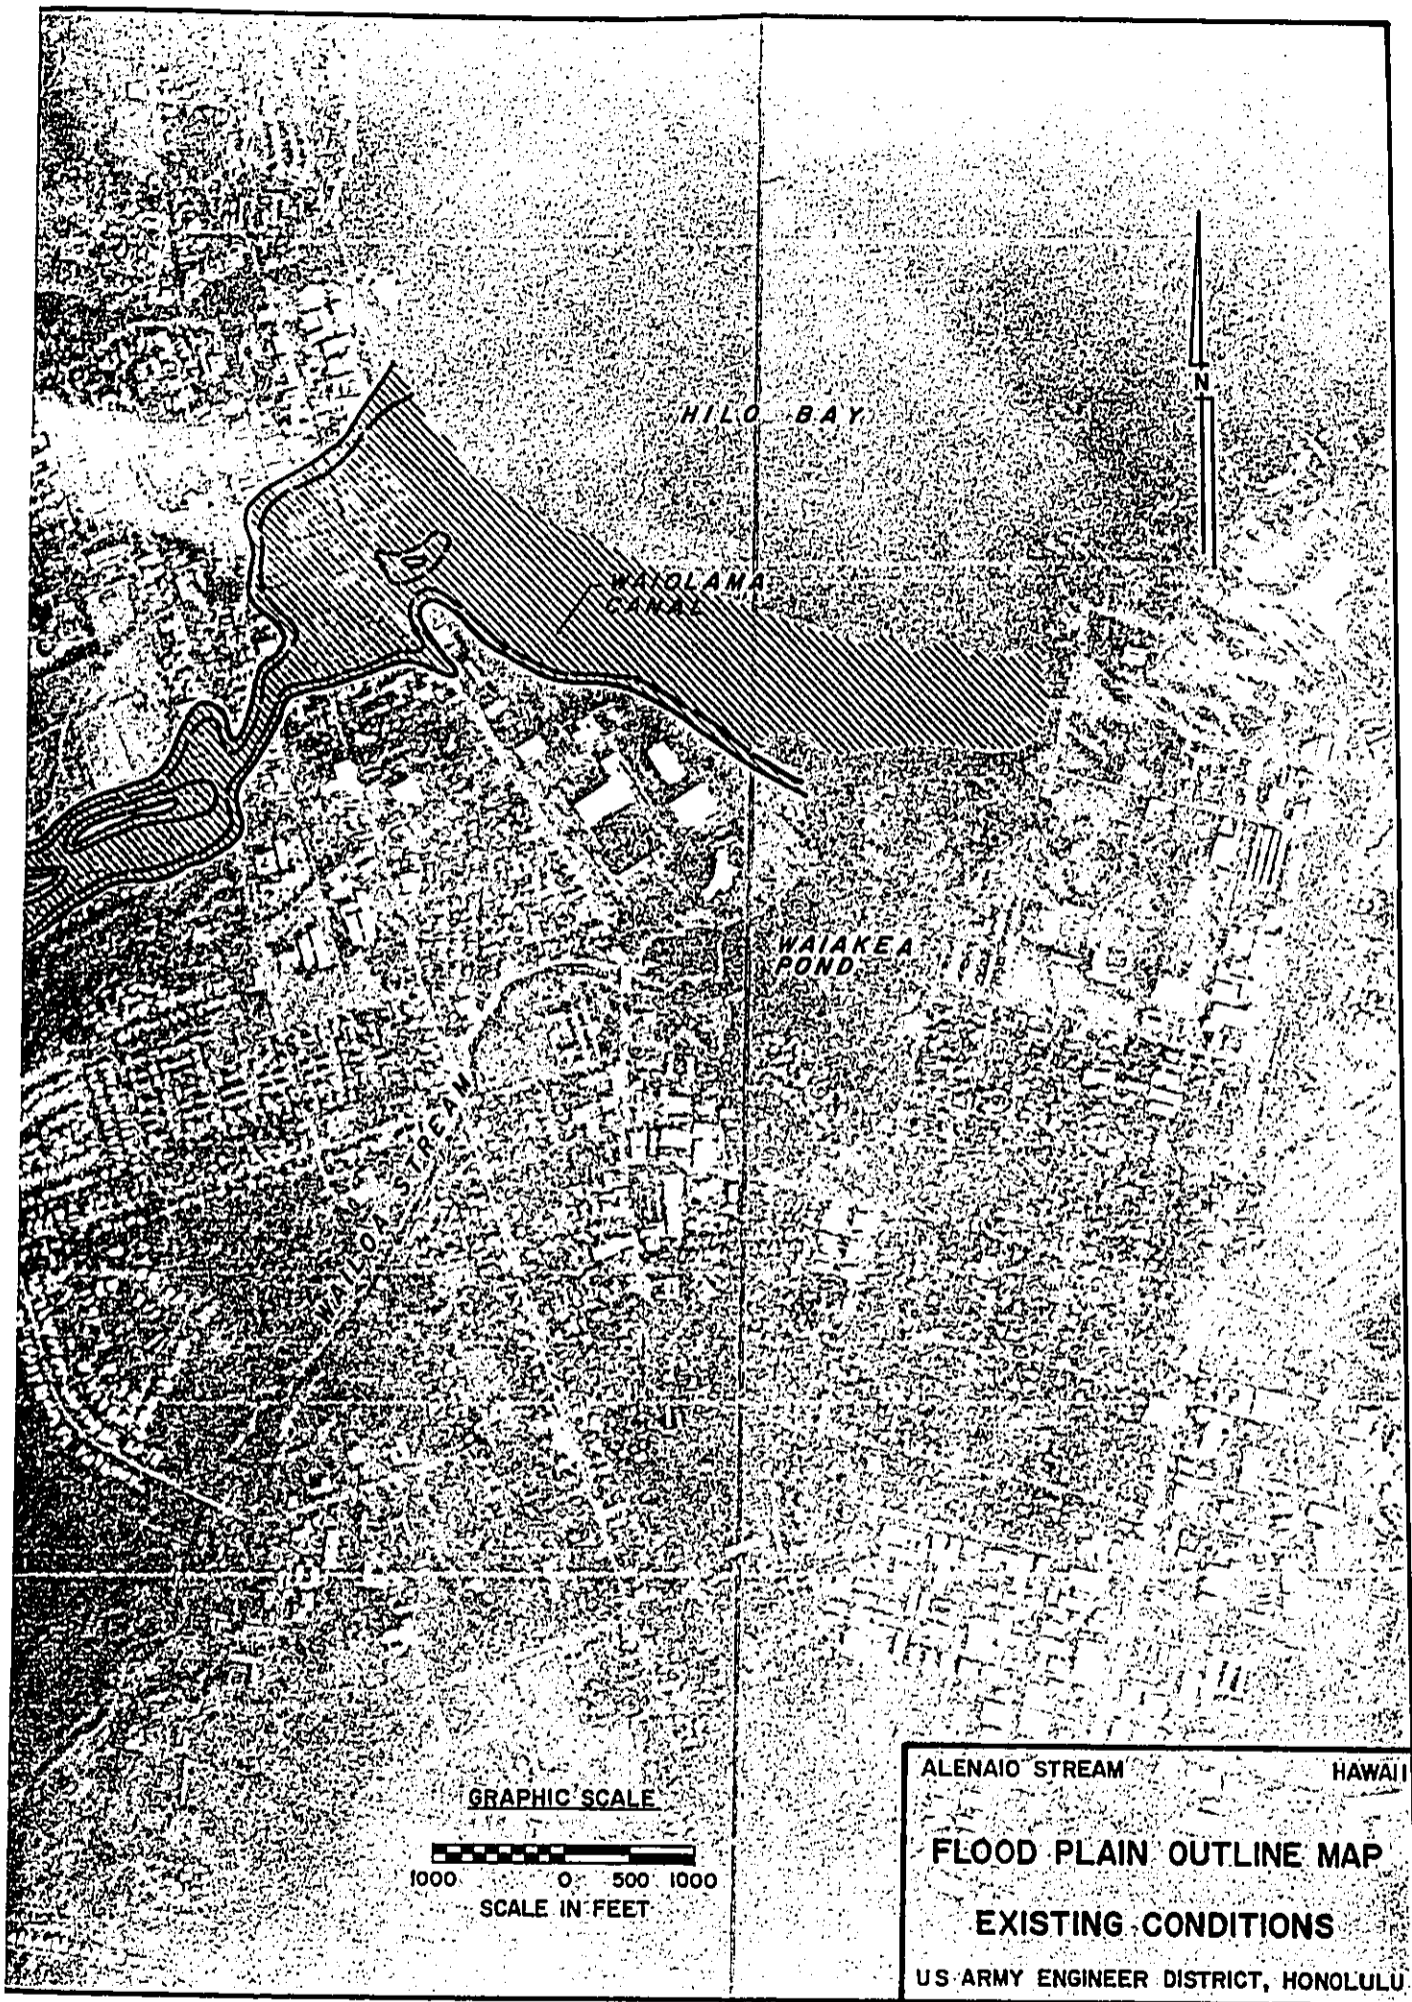 N
HILO BAY
WAIOLAMA
CANAL
WAIAKEA
POND
WAILOA STREAM
GRAPHIC SCALE
1000 0 500 1000
SCALE IN FEET
ALENAIO STREAM HAWAII
FLOOD PLAIN OUTLINE MAP
EXISTING CONDITIONS
US ARMY ENGINEER DISTRICT, HONOLULU